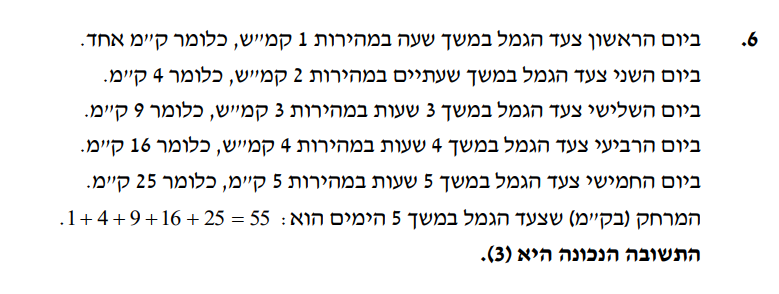 6. ביום הראשון צעד הגמל במשך שעה במהירות 1 קמ״ש, כלומר ק״מ אחד.
ביום השני צעד הגמל במשך שעתיים במהירות 2 קמ״ש, כלומר 4 ק״מ.
ביום השלישי צעד הגמל במשך 3 שעות במהירות 3 קמ״ש, כלומר 9 ק״מ.
ביום הרביעי צעד הגמל במשך 4 שעות במהירות 4 קמ״ש, כלומר 16 ק״מ.
ביום החמישי צעד הגמל במשך 5 שעות במהירות 5 ק״מ, כלומר 25 ק״מ.
המרחק (בק״מ) שצעד הגמל במשך 5 הימים הוא: 1+4+9+16+25 = 55.
התשובה הנכונה היא (3).